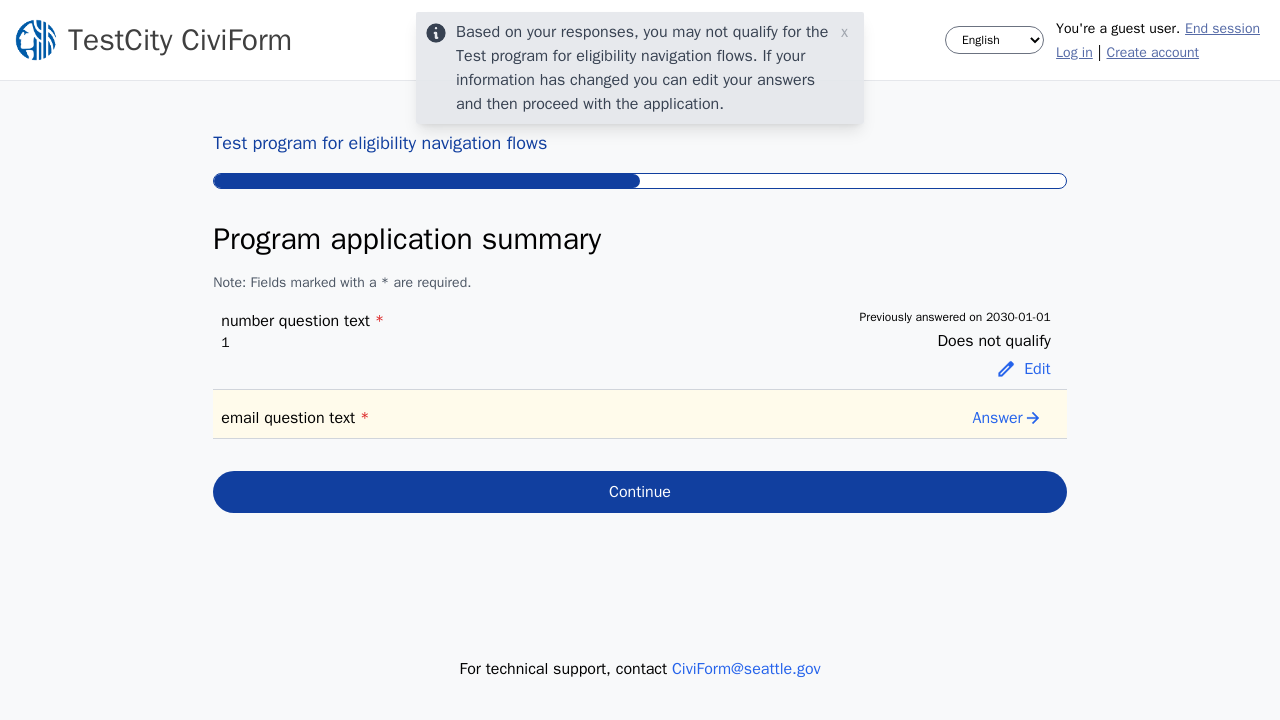 TestCity CiviForm
Based on your responses, you may not qualify for the
Test program for eligibility navigation flows. If your
information has changed you can edit your answers
and then proceed with the application.
x
English
You're a guest user. End session
Log in | Create account
Test program for eligibility navigation flows
Program application summary
Note: Fields marked with a * are required.
number question text *
1
Previously answered on 2030-01-01
Does not qualify
Edit
email question text *
Answer
Continue
For technical support, contact CiviForm@seattle.gov